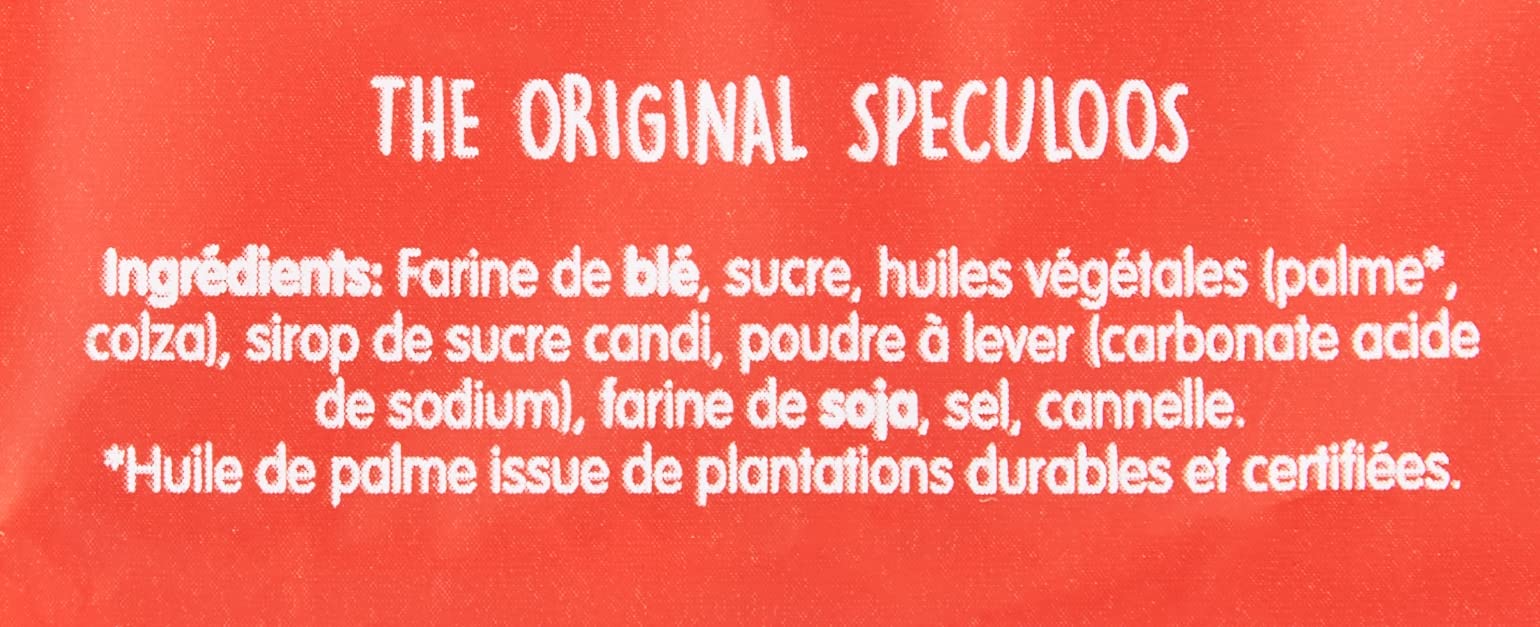 THE ORIGINAL SPECULOOS
Ingrédients: Farine de blé, sucre, huiles végétales (palme*,
colza), sirop de sucre candi, poudre à lever (carbonate acide
de sodium), farine de soja, sel, cannelle.
*Huile de palme issue de plantations durables et certifiées.